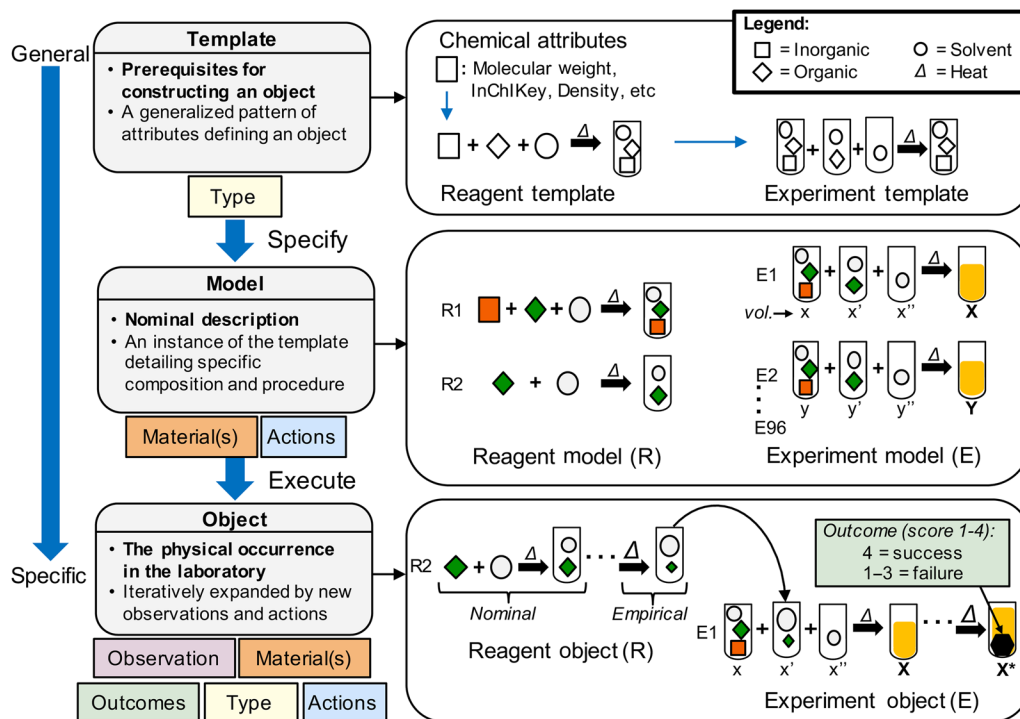 General
Specific
Template
• Prerequisites for
constructing an object
• A generalized pattern of
attributes defining an object
Type
Specify
Model
• Nominal description
• An instance of the template
detailing specific
composition and procedure
Material(s)
Actions
Execute
Object
• The physical occurrence
in the laboratory
• Iteratively expanded by new
observations and actions
Observation
Material(s)
Outcomes
Type
Actions
Chemical attributes
: Molecular weight,
InChIKey, Density, etc
+ + Δ
Reagent template
+ + Δ
Experiment template
Legend:
= Inorganic
= Solvent
= Organic
Δ = Heat
R1 + + Δ
R2 + Δ
Reagent model (R)
E1 + + Δ
vol. x x' x'' X
E2 + + Δ
y y' y'' Y
E96
Experiment model (E)
R2 + Δ ... Δ
Nominal
Empirical
Reagent object (R)
Outcome (score 1-4):
4 = success
1–3 = failure
E1 + + Δ ... Δ
x x' x'' X X*
Experiment object (E)